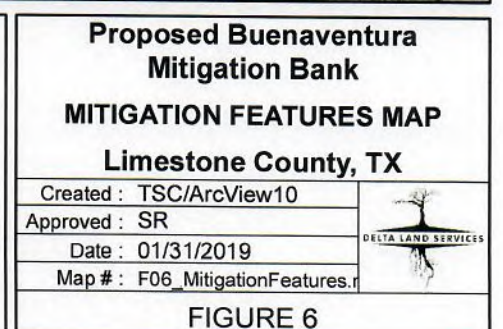 Proposed Buenaventura
Mitigation Bank
MITIGATION FEATURES MAP
Limestone County, TX
Created : TSC/ArcView10
Approved : SR
Date : 01/31/2019
Map # : F06_MitigationFeatures.r
DELTA LAND SERVICES
FIGURE 6